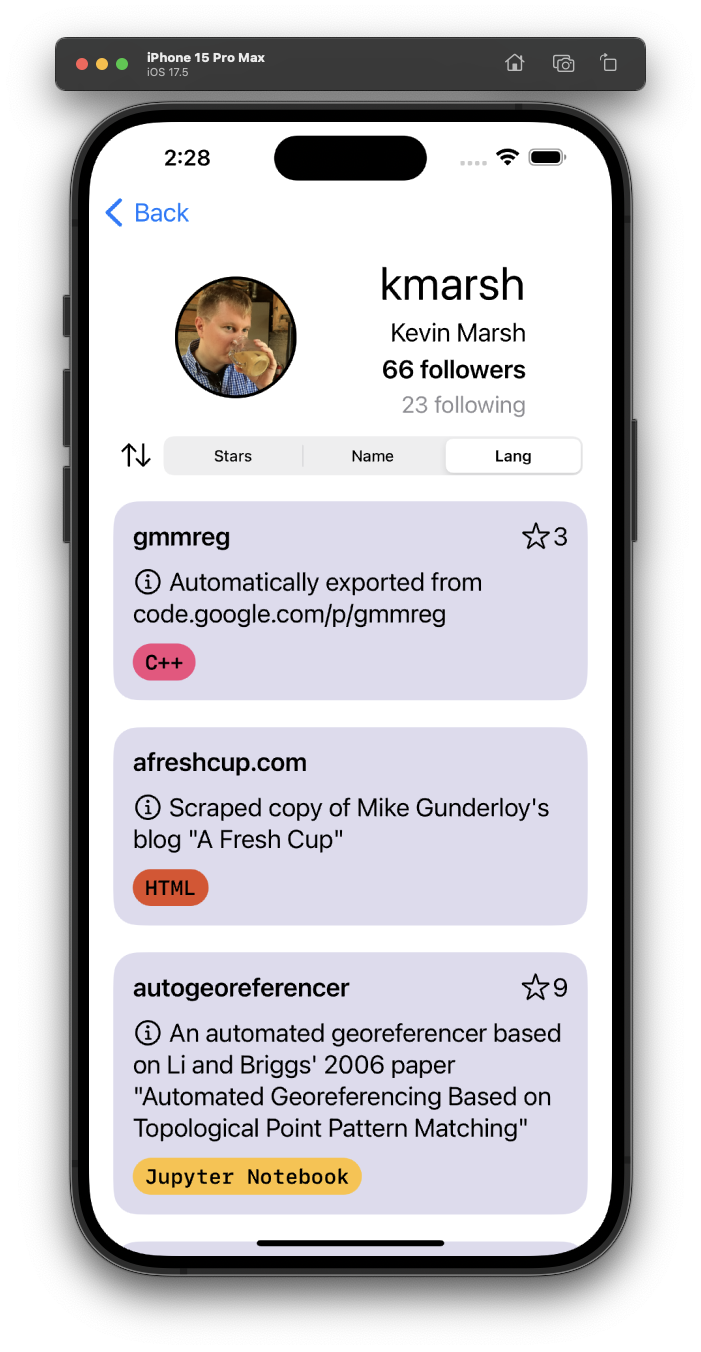 iPhone 15 Pro Max
iOS 17.5
2:28
Back
kmarsh
Kevin Marsh
66 followers
23 following
Stars Name Lang
gmmreg 3
Automatically exported from
code.google.com/p/gmmreg
C++
afreshcup.com
Scraped copy of Mike Gunderloy's
blog "A Fresh Cup"
HTML
autogeoreferencer 9
An automated georeferencer based
on Li and Briggs' 2006 paper
"Automated Georeferencing Based on
Topological Point Pattern Matching"
Jupyter Notebook